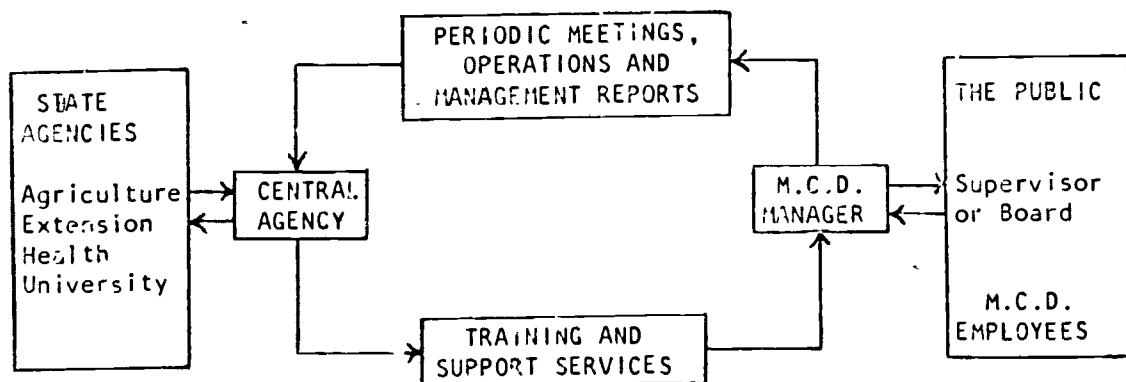 PERIODIC MEETINGS,
OPERATIONS AND
MANAGEMENT REPORTS
STATE
AGENCIES
Agriculture
Extension
Health
University
CENTRAL
AGENCY
M.C.D.
MANAGER
THE PUBLIC
Supervisor
or Board
M.C.D.
EMPLOYEES
TRAINING AND
SUPPORT SERVICES